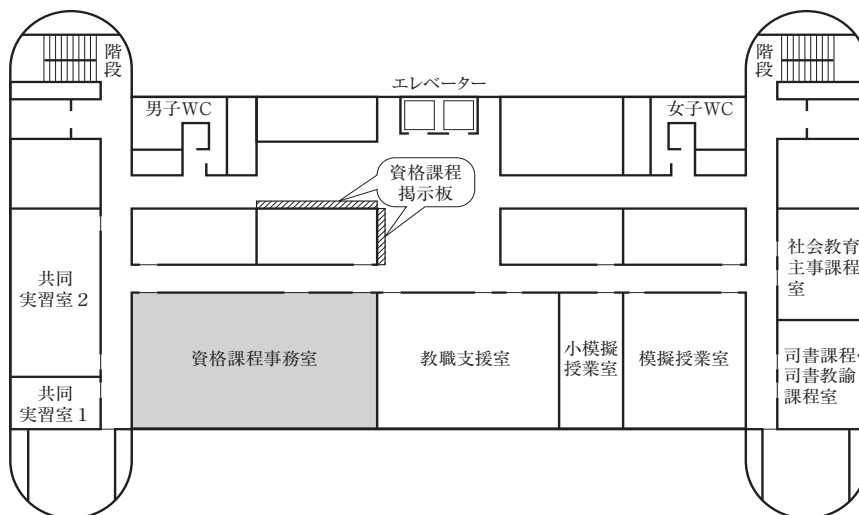 階段
エレベーター
階段
男子WC
女子WC
資格課程
掲示板
共同
実習室2
社会教育
主事課程
室
資格課程事務室
教職支援室
小模擬
授業室
模擬授業室
共同
実習室1
司書課程・
司書教諭
課程室